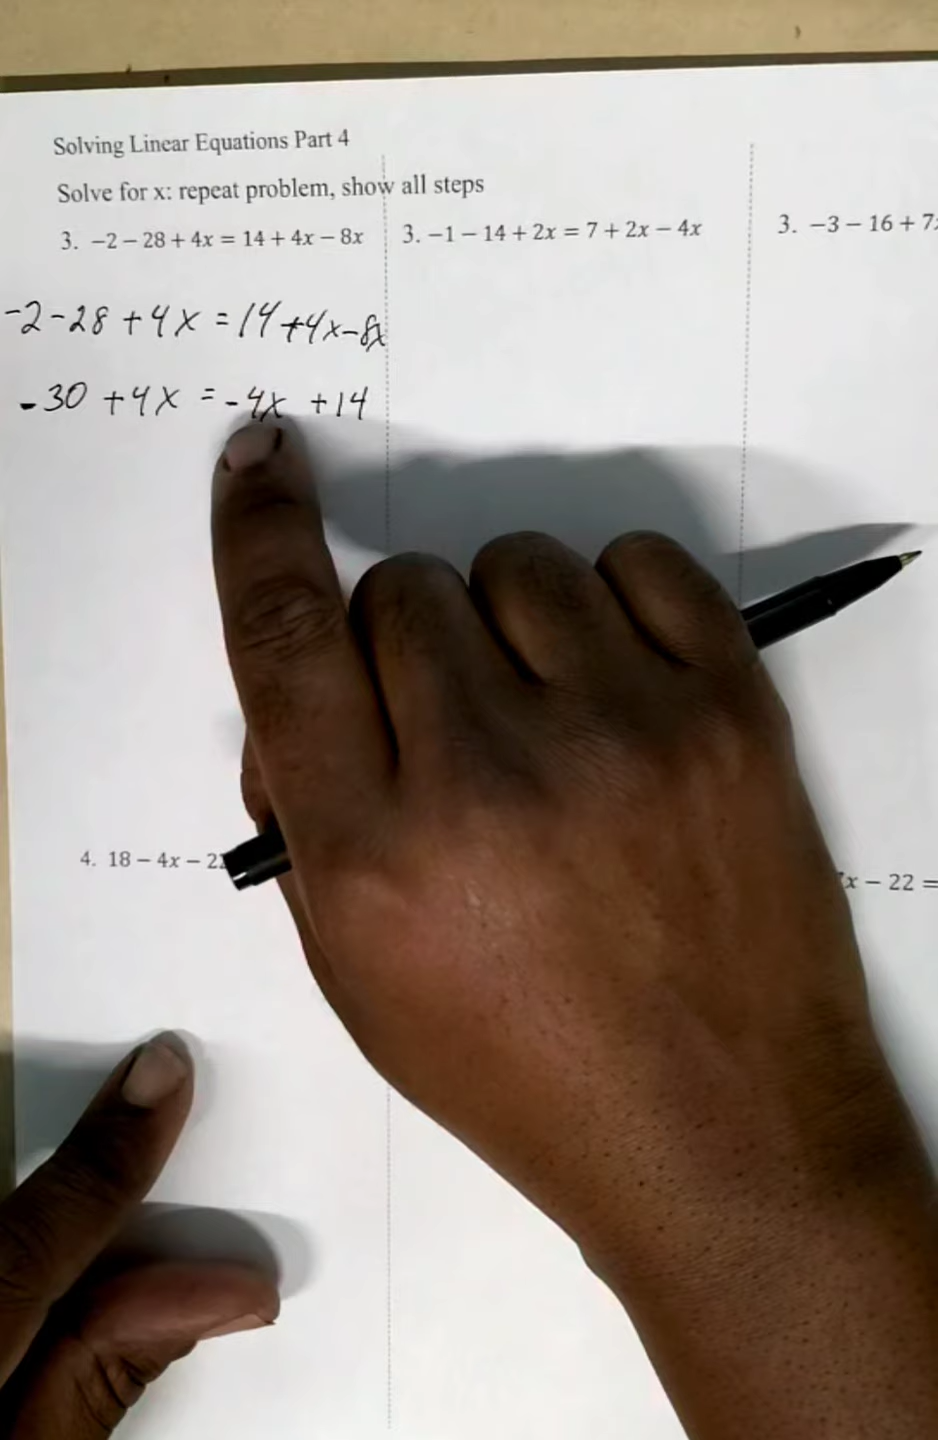 Solving Linear Equations Part 4
Solve for x: repeat problem, show all steps
3. −2 − 28 + 4x = 14 + 4x − 8x
3. −1 − 14 + 2x = 7 + 2x − 4x
3. −3 − 16 + 7
-2-28 +4x = 14 +4x-8x
-30 +4x = -4x +14
4. 18 − 4x − 2
x − 22 =